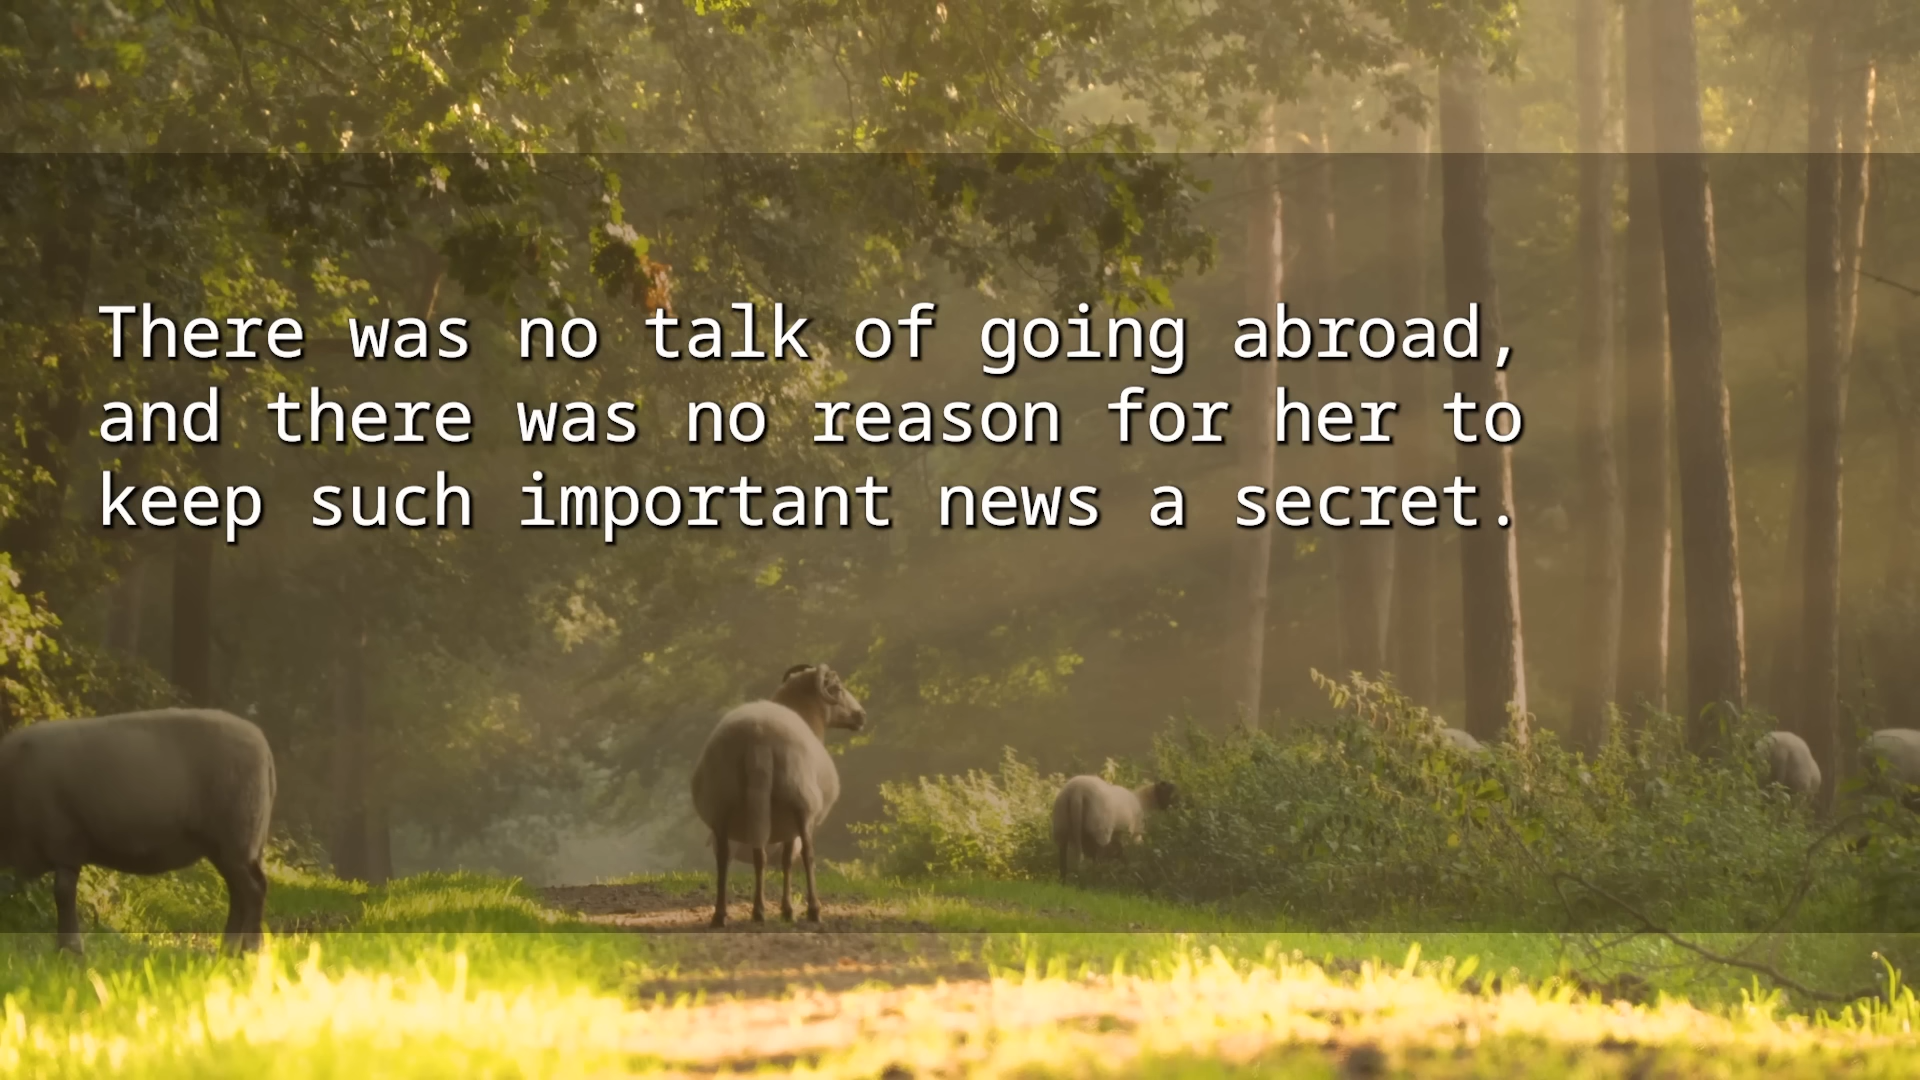 There was no talk of going abroad,
and there was no reason for her to
keep such important news a secret.